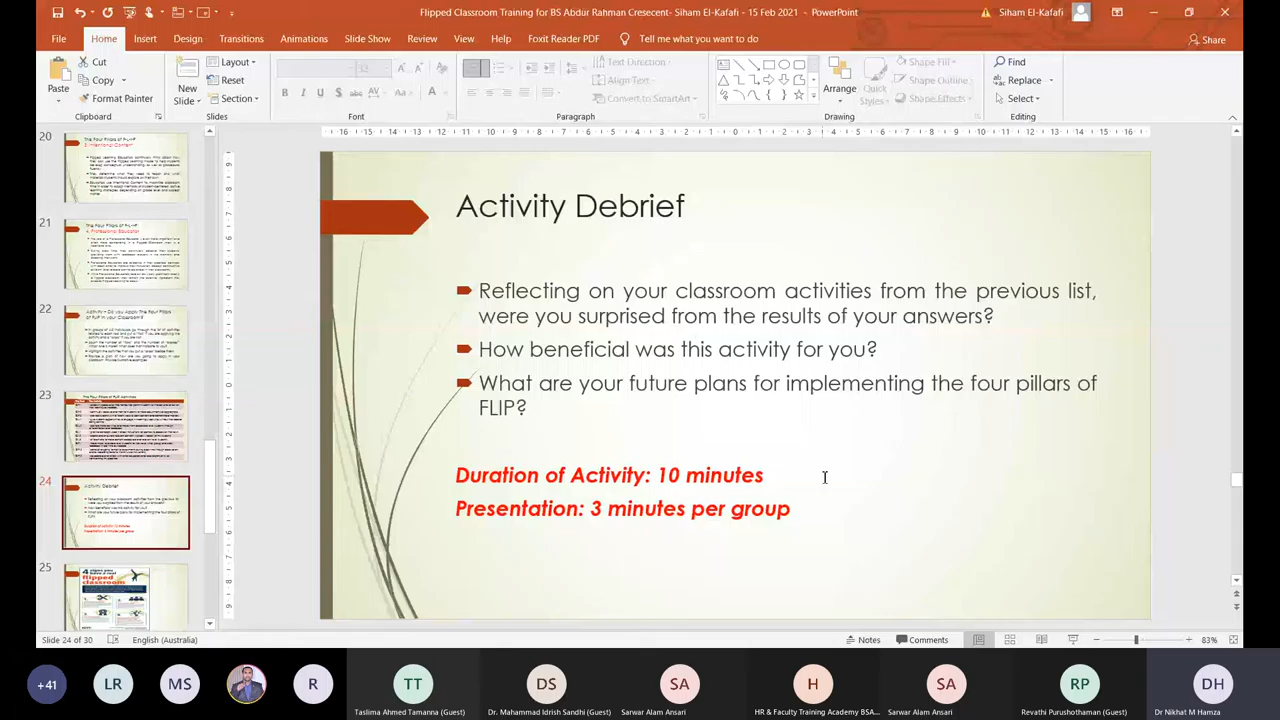 Flipped Classroom Training for BS Abdur Rahman Cresecent- Siham El-Kafafi - 15 Feb 2021 - PowerPoint
Siham El-Kafafi
File Home Insert Design Transitions Animations Slide Show Review View Help Foxit Reader PDF Tell me what you want to do
Share
Paste
Cut
Copy
Format Painter
Clipboard
New
Slide
Layout
Reset
Section
Slides
Font
Text Direction
Align Text
Convert to SmartArt
Paragraph
Arrange
Quick
Styles
Shape Fill
Shape Outline
Shape Effects
Drawing
Find
Replace
Select
Editing
20
21
22
23
24
25
Activity Debrief
Reflecting on your classroom activities from the previous list,
were you surprised from the results of your answers?
How beneficial was this activity for you?
What are your future plans for implementing the four pillars of
FLIP?
Duration of Activity: 10 minutes
Presentation: 3 minutes per group
Slide 24 of 30
English (Australia)
Notes
Comments
83%
+41
LR
MS
R
TT
DS
SA
H
SA
RP
DH
Taslima Ahmed Tamanna (Guest)
Dr. Mahammad Idrish Sandhi (Guest)
Sarwar Alam Ansari
HR & Faculty Training Academy BSA...
Sarwar Alam Ansari
Revathi Purushothaman (Guest)
Dr Nikhat M Hamza